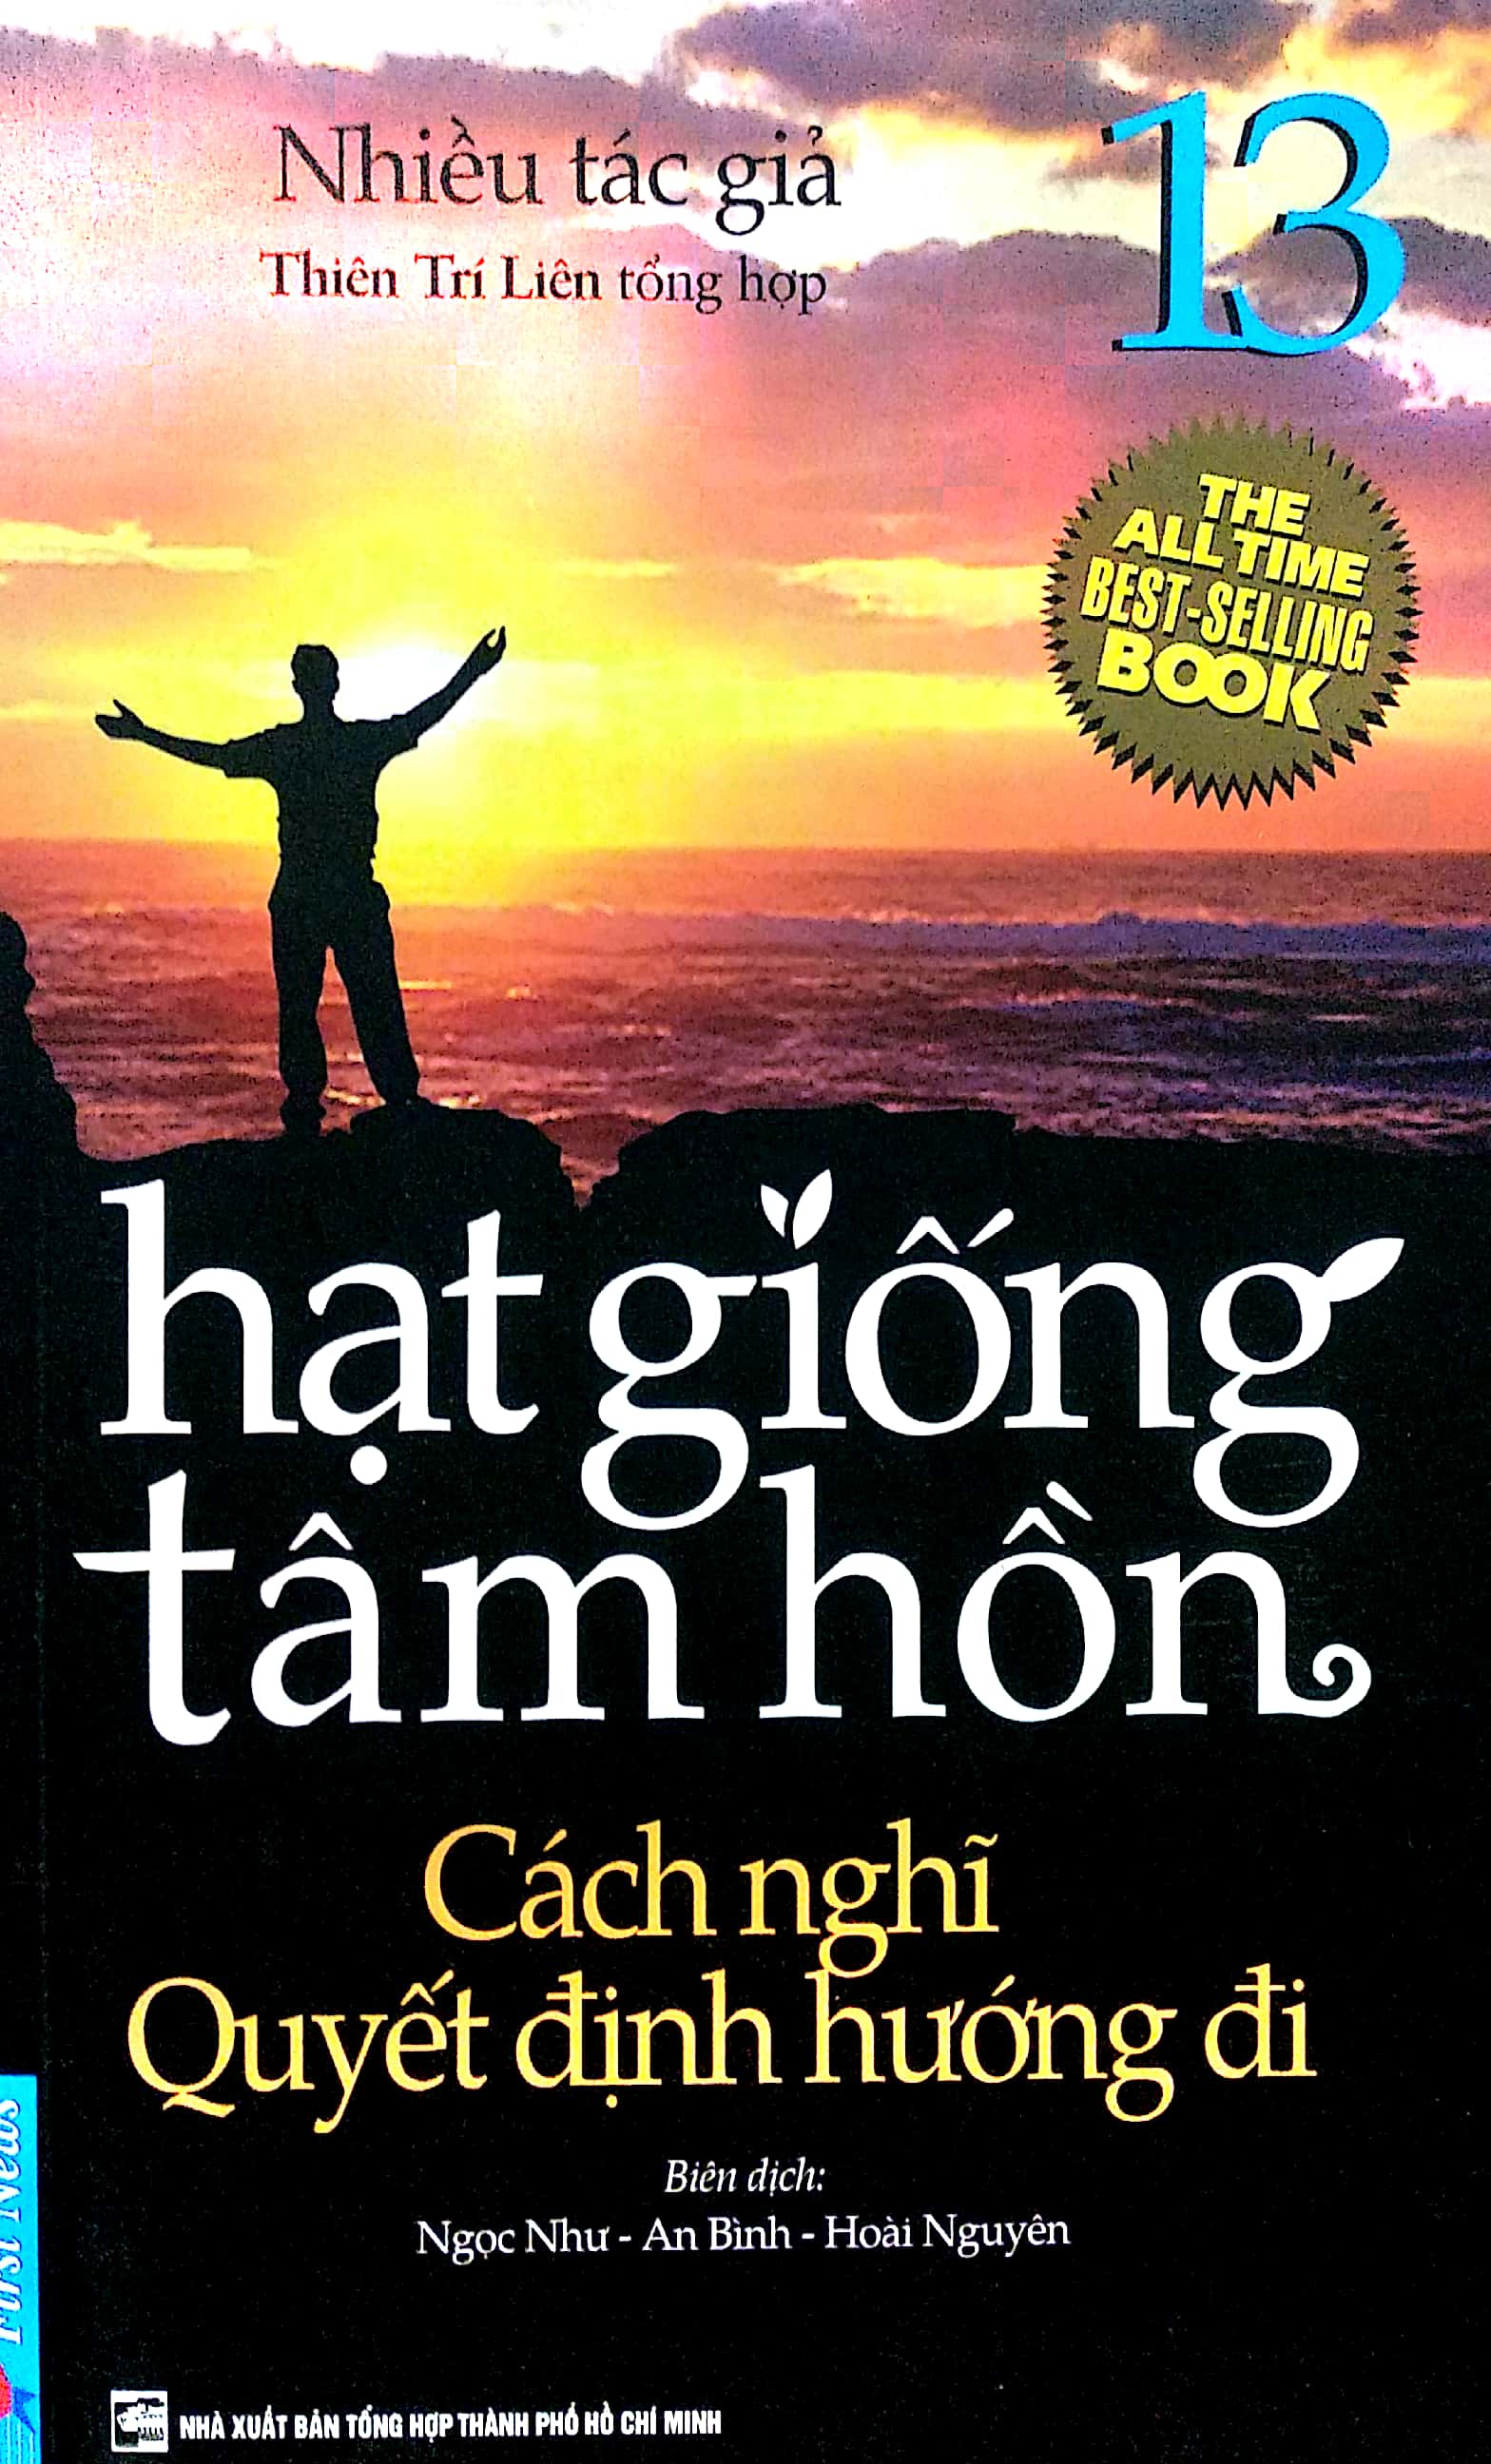 Nhiều tác giả
Thiên Trí Liên tổng hợp
13
THE
ALL TIME
BEST-SELLING
BOOK
hạt giống
tâm hồn
Cách nghĩ
Quyết định hướng đi
Biên dịch:
Ngọc Như - An Bình - Hoài Nguyên
First News
NHÀ XUẤT BẢN TỔNG HỢP THÀNH PHỐ HỒ CHÍ MINH